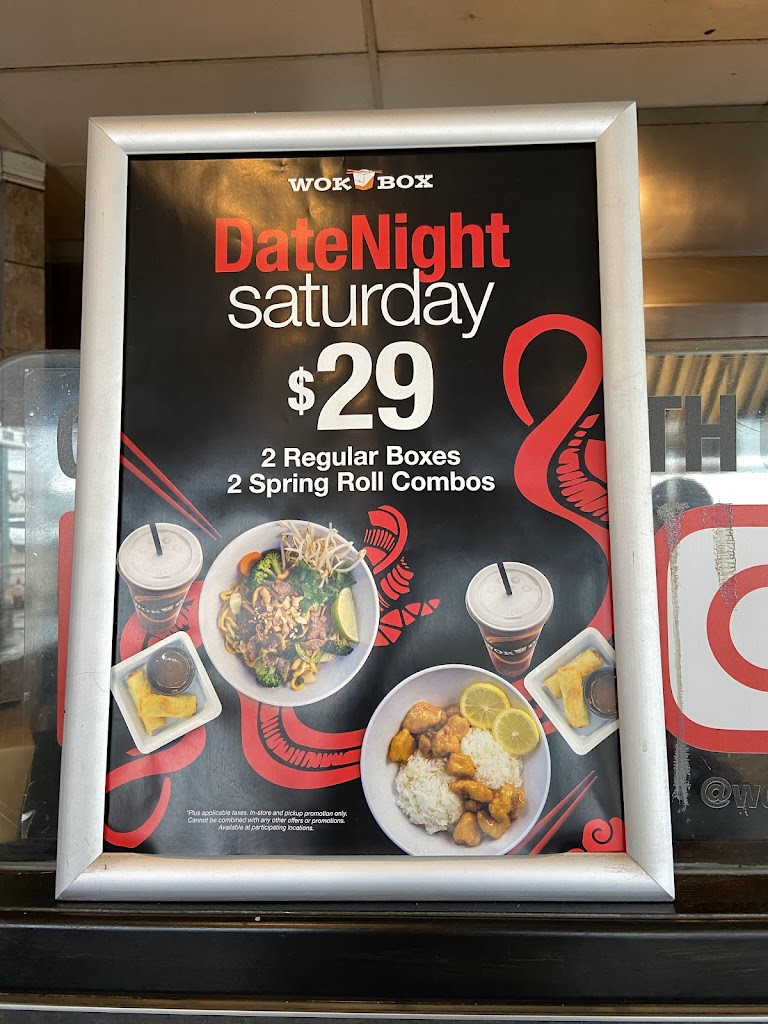 WOK BOX
DateNight
saturday
$29
2 Regular Boxes
2 Spring Roll Combos
*Plus applicable taxes. In-store and pickup promotion only.
Cannot be combined with any other offers or promotions.
Available at participating locations.
TH
@wo